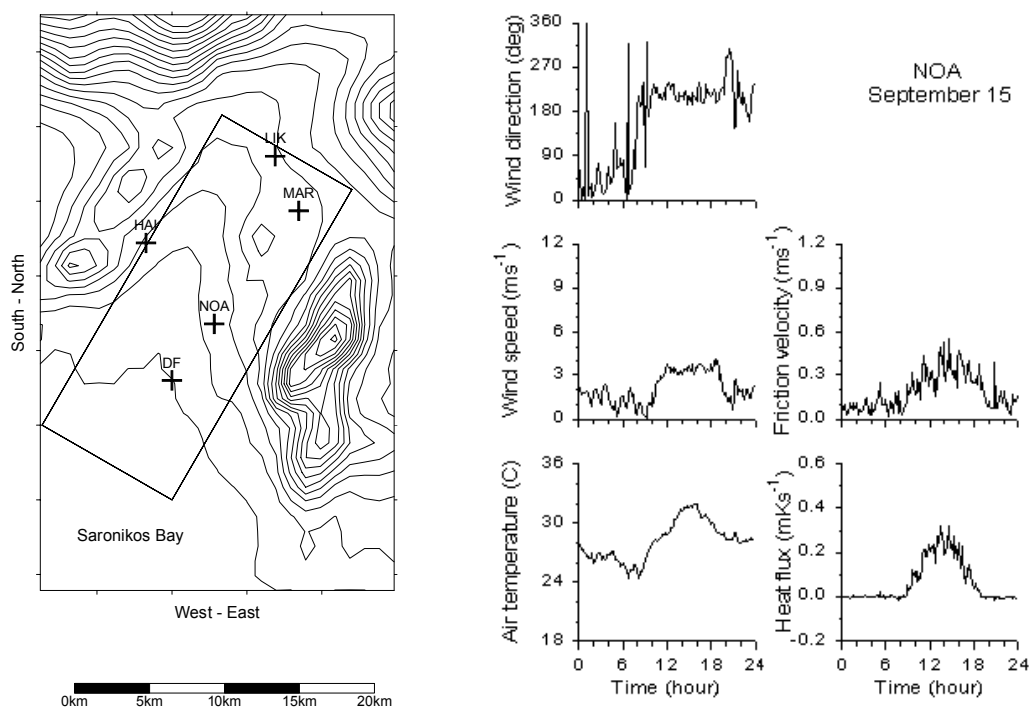 LIK
MAR
HAI
NOA
DF
South - North
Saronikos Bay
West - East
0km 5km 10km 15km 20km
Wind direction (deg)
360
270
180
90
0
NOA
September 15
Wind speed (ms-1)
12
9
6
3
0
Friction velocity (ms-1)
1.2
0.9
0.6
0.3
0.0
Air temperature (C)
36
30
24
18
0 6 12 18 24
Time (hour)
Heat flux (mKs-1)
0.6
0.4
0.2
0.0
-0.2
0 6 12 18 24
Time (hour)